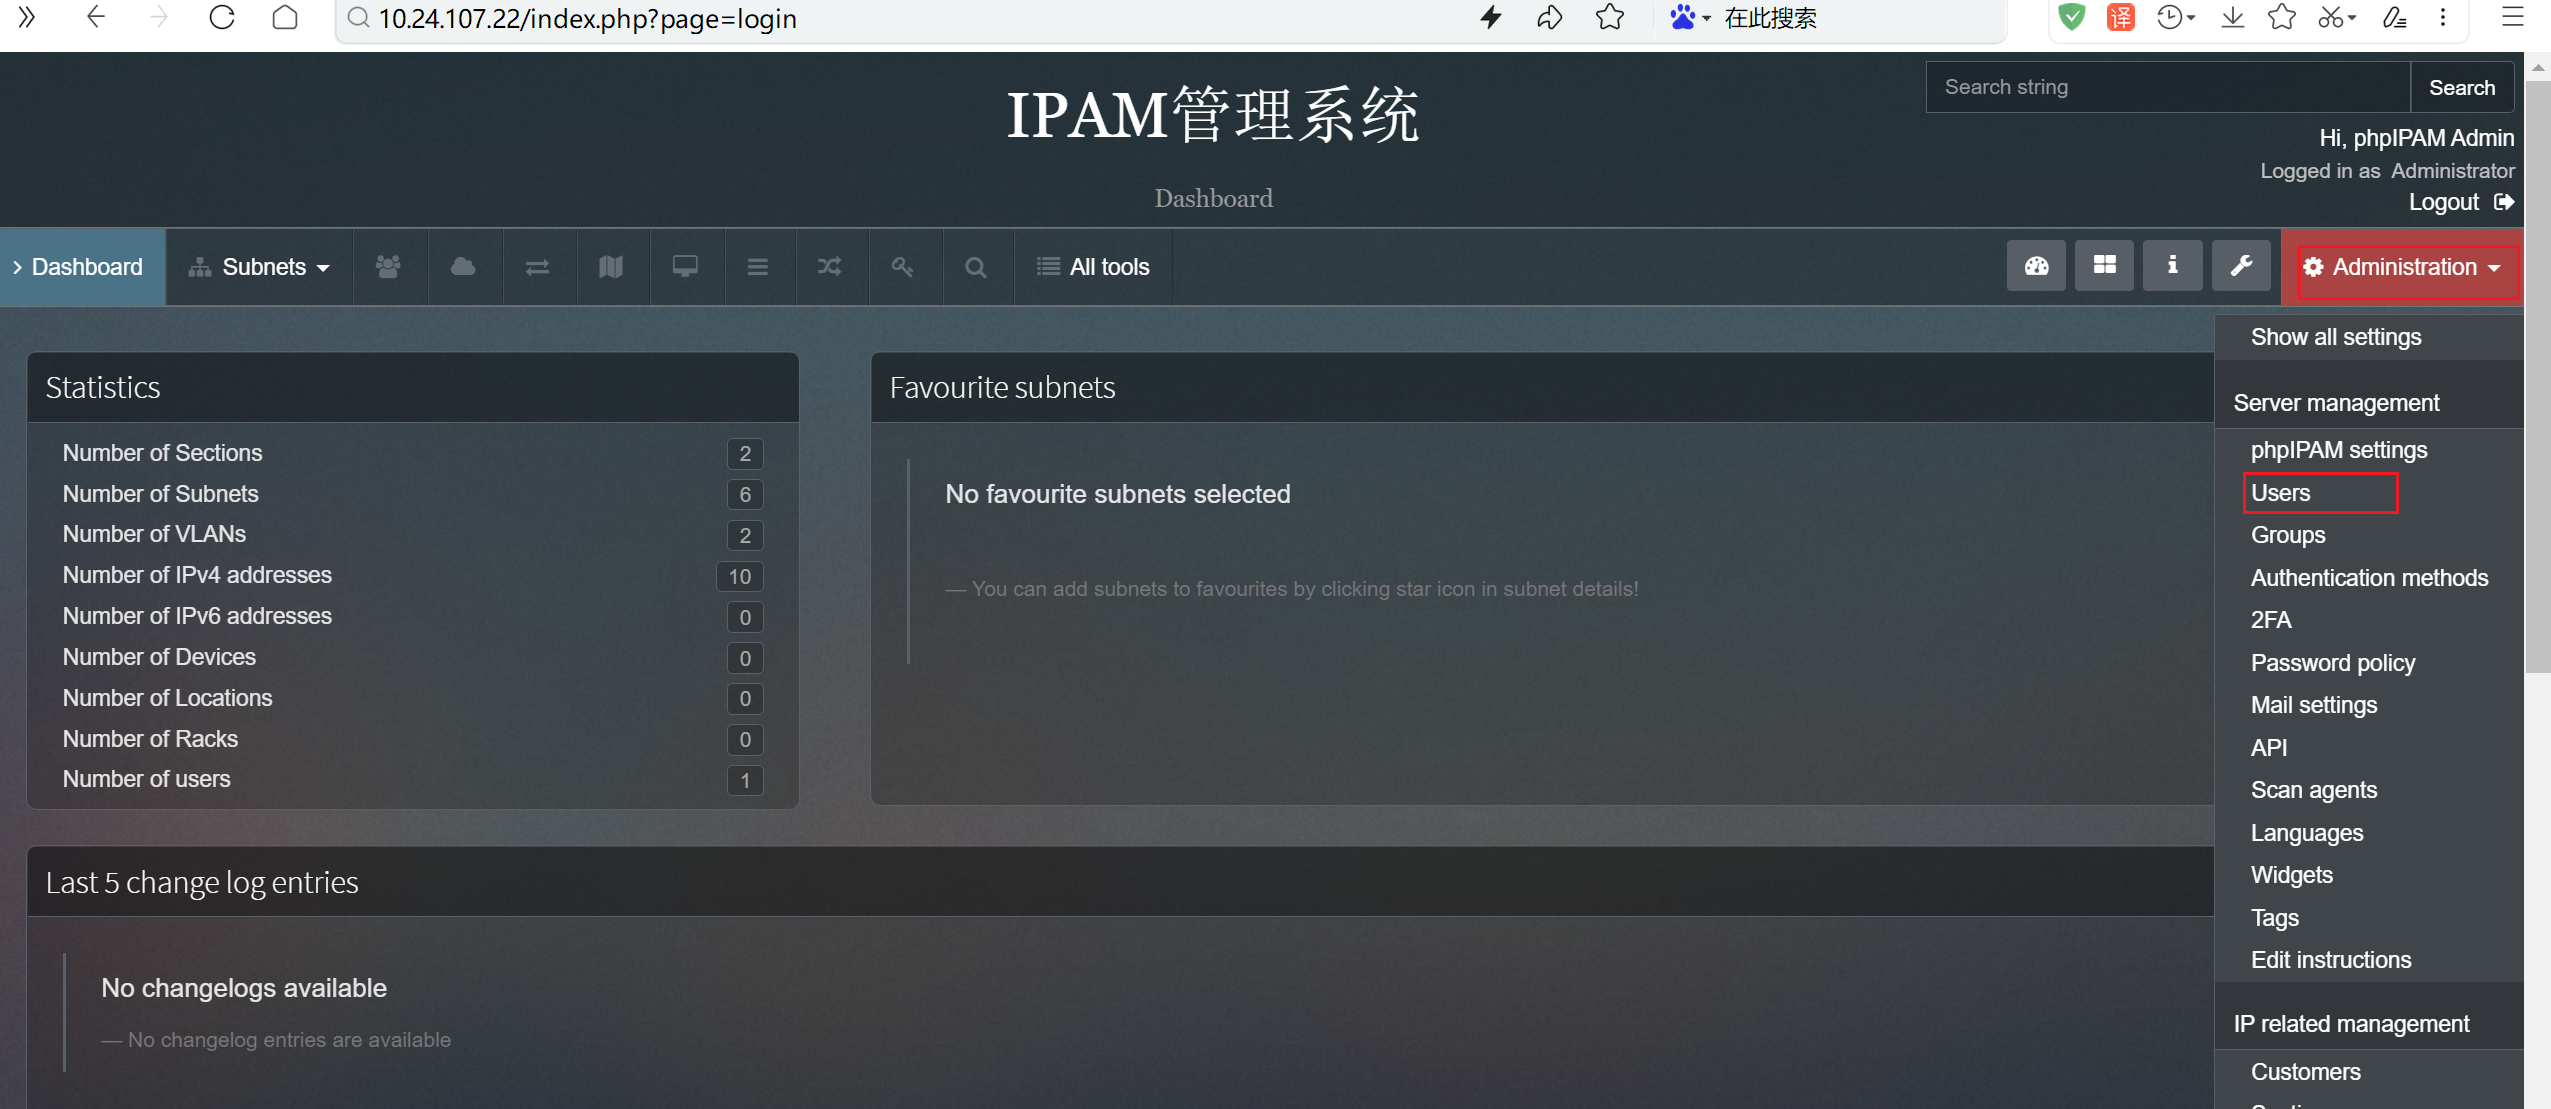 10.24.107.22/index.php?page=login
在此搜索
译
IPAM管理系统
Search string
Search
Hi, phpIPAM Admin
Logged in as Administrator
Dashboard
Logout
Dashboard
Subnets
All tools
Administration
Show all settings
Server management
phpIPAM settings
Users
Groups
Authentication methods
2FA
Password policy
Mail settings
API
Scan agents
Languages
Widgets
Tags
Edit instructions
IP related management
Customers
Statistics
Number of Sections 2
Number of Subnets 6
Number of VLANs 2
Number of IPv4 addresses 10
Number of IPv6 addresses 0
Number of Devices 0
Number of Locations 0
Number of Racks 0
Number of users 1
Favourite subnets
No favourite subnets selected
— You can add subnets to favourites by clicking star icon in subnet details!
Last 5 change log entries
No changelogs available
— No changelog entries are available